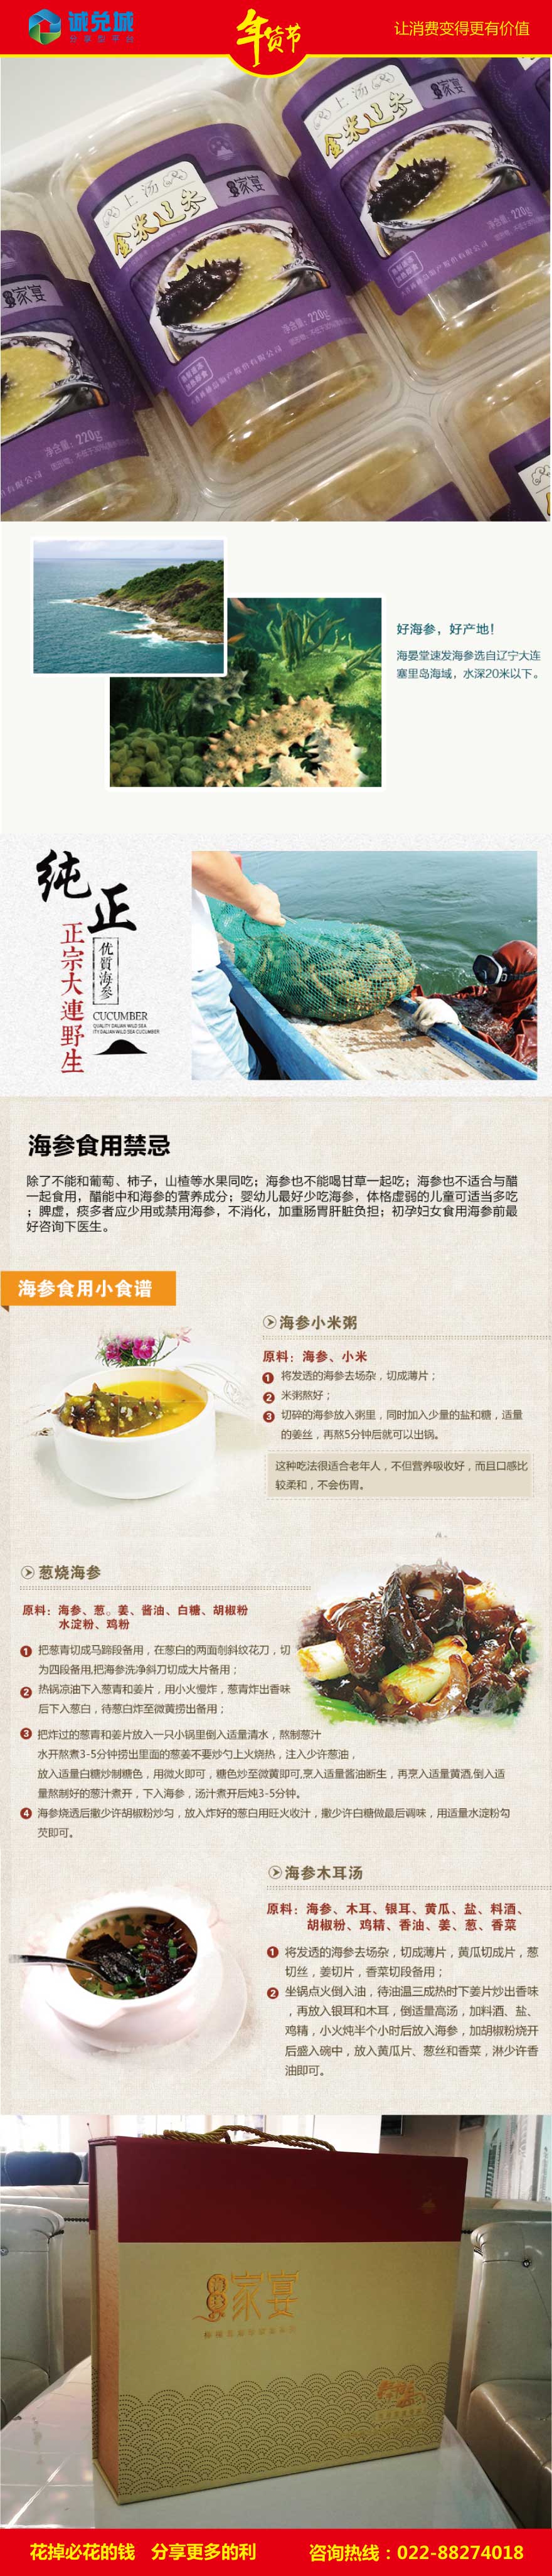 诚兑城
分享型平台
年货节
让消费变得更有价值
上汤
金米辽参
家宴
净含量：220g
上汤
金米辽参
家宴
净含量：220g
家宴
净含量：220g
好海参，好产地！
海晏堂速发海参选自辽宁大连
塞里岛海域，水深20米以下。
纯正
正宗大連野生
优質海参
CUCUMBER
QUALITY DALIAN WILD SEA
ITY DALIAN WILD SEA CUCUMBER
海参食用禁忌
除了不能和葡萄、柿子，山楂等水果同吃；海参也不能喝甘草一起吃；海参也不适合与醋
一起食用，醋能中和海参的营养成分；婴幼儿最好少吃海参，体格虚弱的儿童可适当多吃
；脾虚，痰多者应少用或禁用海参，不消化，加重肠胃肝脏负担；初孕妇女食用海参前最
好咨询下医生。
海参食用小食谱
海参小米粥
原料：海参、小米
1 将发透的海参去场杂，切成薄片；
2 米粥熬好；
3 切碎的海参放入粥里，同时加入少量的盐和糖，适量
的姜丝，再熬5分钟后就可以出锅。
这种吃法很适合老年人，不但营养吸收好，而且口感比
较柔和，不会伤胃。
葱烧海参
原料：海参、葱。姜、酱油、白糖、胡椒粉
水淀粉、鸡粉
1 把葱青切成马蹄段备用，在葱白的两面刨斜纹花刀，切
为四段备用,把海参洗净斜刀切成大片备用；
2 热锅凉油下入葱青和姜片，用小火慢炸，葱青炸出香味
后下入葱白，待葱白炸至微黄捞出备用；
3 把炸过的葱青和姜片放入一只小锅里倒入适量清水，熬制葱汁
水开熬煮3-5分钟捞出里面的葱姜不要炒勺上火烧热，注入少许葱油，
放入适量白糖炒制糖色，用微火即可，糖色炒至微黄即可,烹入适量酱油断生，再烹入适量黄酒,倒入适
量熬制好的葱汁煮开，下入海参，汤汁煮开后炖3-5分钟。
4 海参烧透后撇少许胡椒粉炒匀，放入炸好的葱白用旺火收汁，撇少许白糖做最后调味，用适量水淀粉勾
芡即可。
海参木耳汤
原料：海参、木耳、银耳、黄瓜、盐、料酒、
胡椒粉、鸡精、香油、姜、葱、香菜
1 将发透的海参去场杂，切成薄片，黄瓜切成片，葱
切丝，姜切片，香菜切段备用；
2 坐锅点火倒入油，待油温三成热时下姜片炒出香味
，再放入银耳和木耳，倒适量高汤，加料酒、盐、
鸡精，小火炖半个小时后放入海参，加胡椒粉烧开
后盛入碗中，放入黄瓜片、葱丝和香菜，淋少许香
油即可。
家宴
花掉必花的钱 分享更多的利
咨询热线：022-88274018